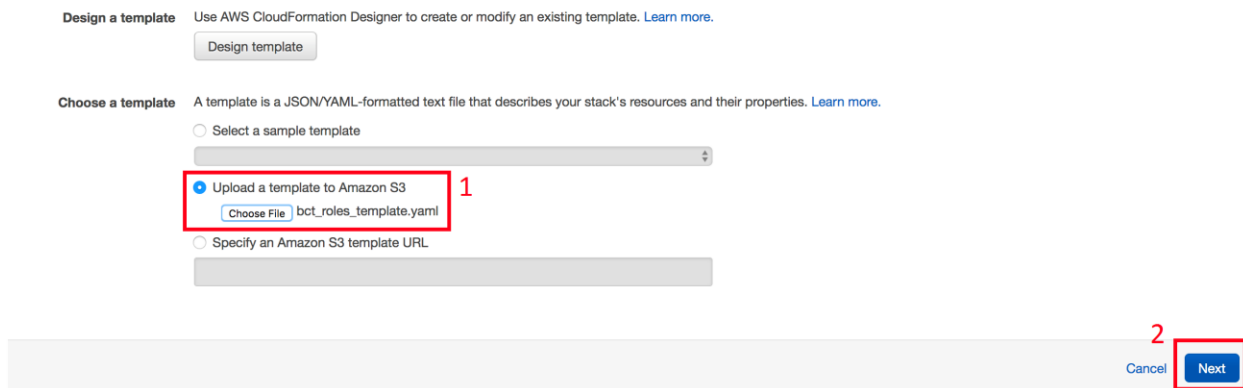 Design a template Use AWS CloudFormation Designer to create or modify an existing template. Learn more.
Design template
Choose a template A template is a JSON/YAML-formatted text file that describes your stack's resources and their properties. Learn more.
Select a sample template
Upload a template to Amazon S3 1
Choose File bct_roles_template.yaml
Specify an Amazon S3 template URL
2
Cancel Next